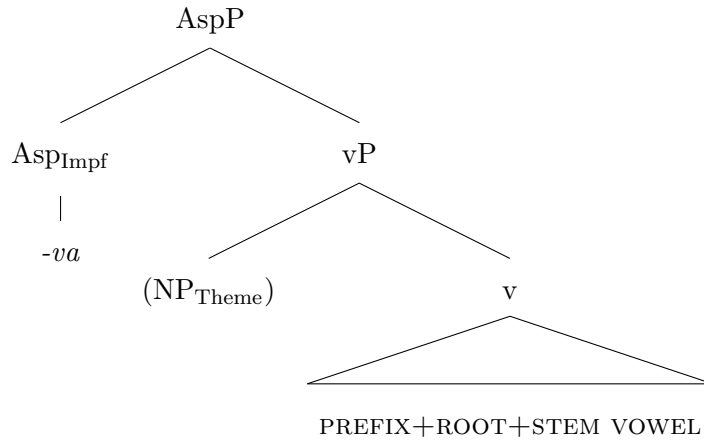 AspP
Asp_Impf vP
-va
(NP_Theme) v
PREFIX+ROOT+STEM VOWEL